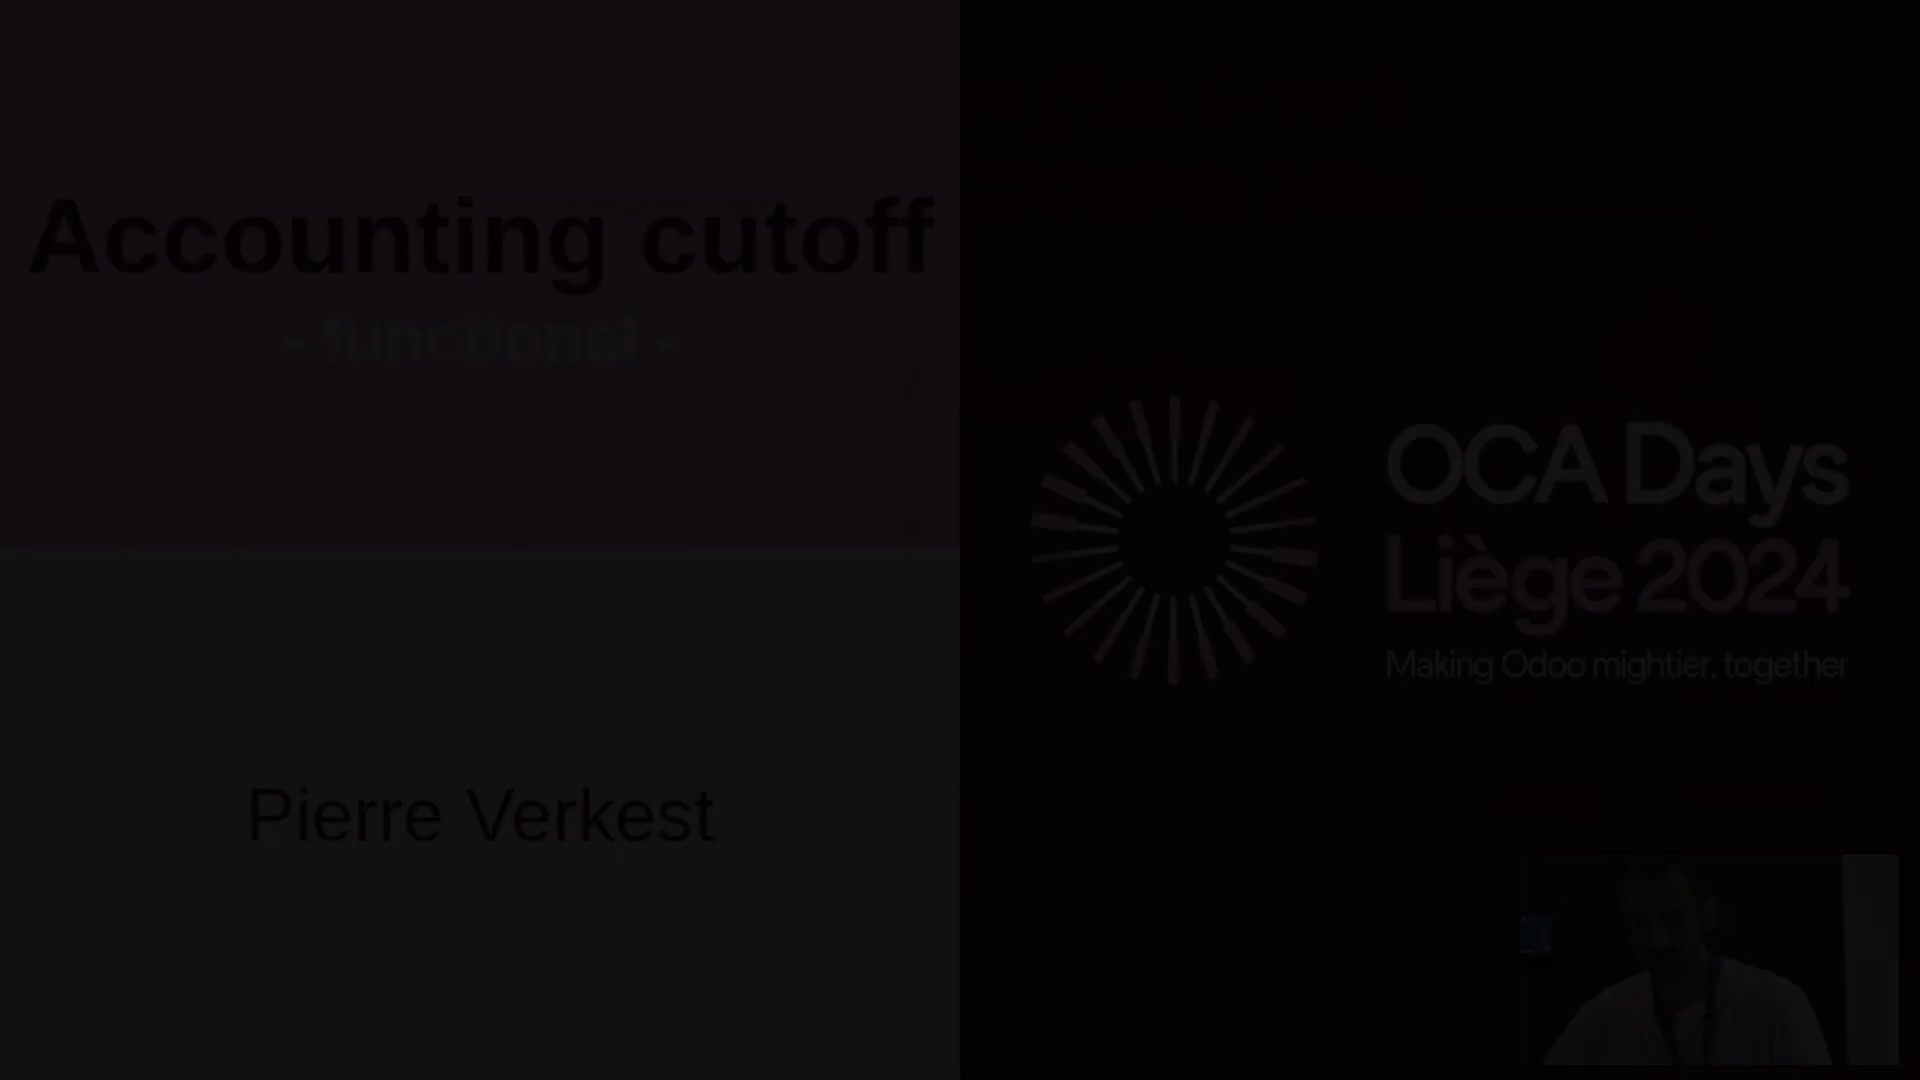 Accounting cutoff
- functional -
Pierre Verkest
OCA Days
Liège 2024
Making Odoo mightier, together